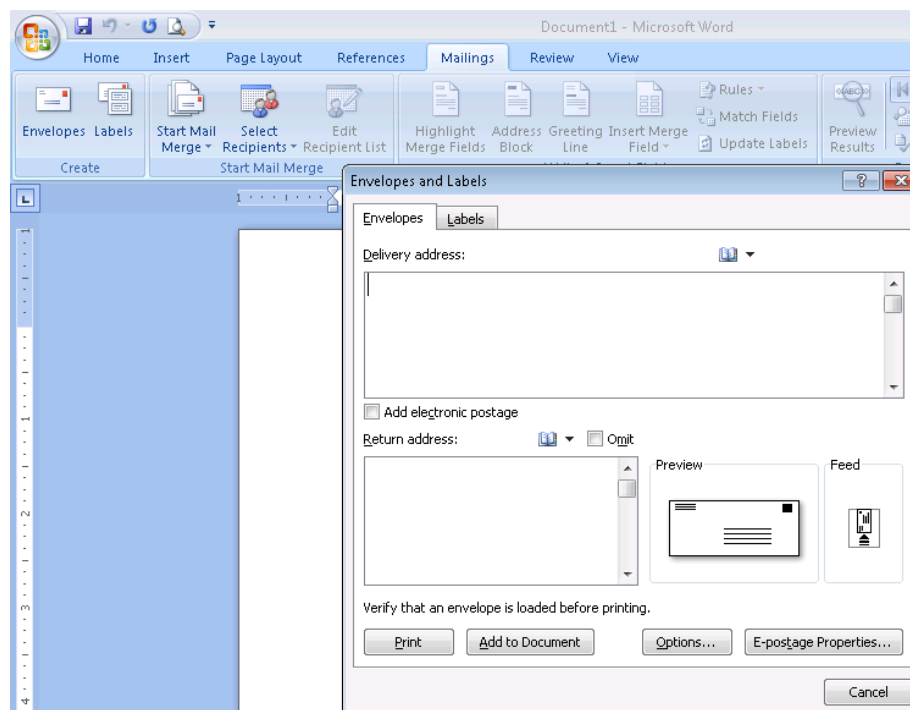 Document1 - Microsoft Word
Home Insert Page Layout References Mailings Review View
Envelopes Labels Start Mail Merge Select Recipients Edit Recipient List Highlight Merge Fields Address Block Greeting Line Insert Merge Field Rules Match Fields Update Labels Preview Results
Create Start Mail Merge
Envelopes and Labels
Envelopes Labels
Delivery address:
Add electronic postage
Return address: Omit
Preview Feed
Verify that an envelope is loaded before printing.
Print Add to Document Options... E-postage Properties...
Cancel